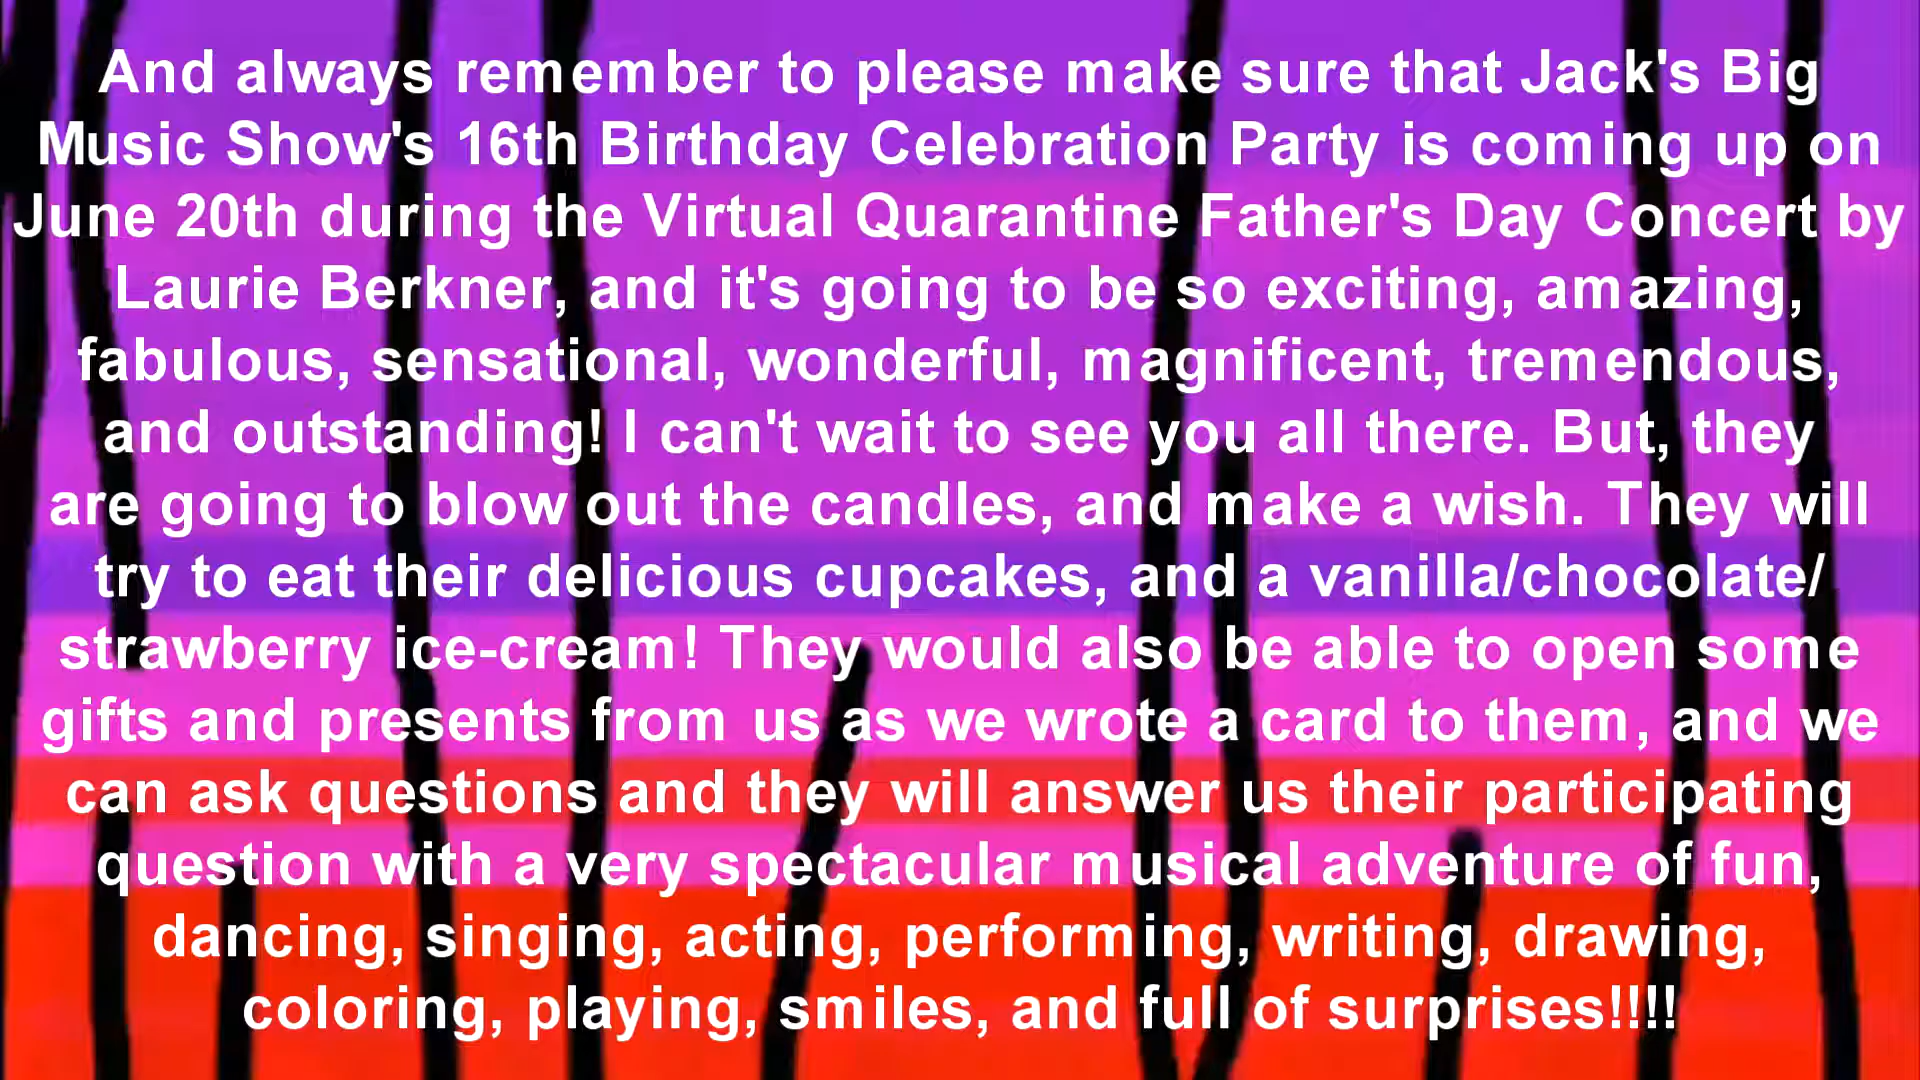 And always remember to please make sure that Jack's Big
Music Show's 16th Birthday Celebration Party is coming up on
June 20th during the Virtual Quarantine Father's Day Concert by
Laurie Berkner, and it's going to be so exciting, amazing,
fabulous, sensational, wonderful, magnificent, tremendous,
and outstanding! I can't wait to see you all there. But, they
are going to blow out the candles, and make a wish. They will
try to eat their delicious cupcakes, and a vanilla/chocolate/
strawberry ice-cream! They would also be able to open some
gifts and presents from us as we wrote a card to them, and we
can ask questions and they will answer us their participating
question with a very spectacular musical adventure of fun,
dancing, singing, acting, performing, writing, drawing,
coloring, playing, smiles, and full of surprises!!!!